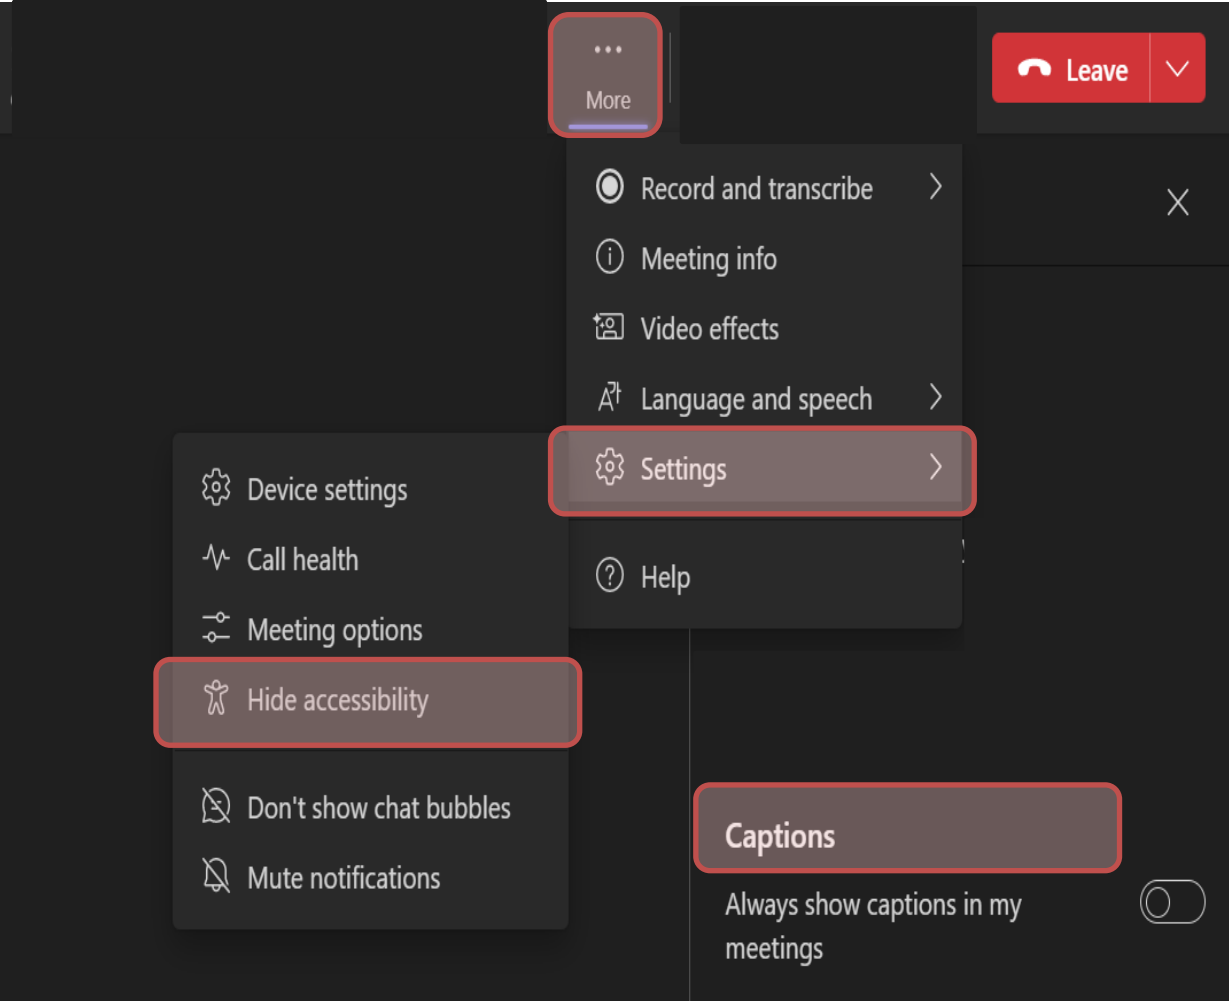 More
Leave
Record and transcribe
Meeting info
Video effects
Language and speech
Settings
Help
Device settings
Call health
Meeting options
Hide accessibility
Don't show chat bubbles
Mute notifications
Captions
Always show captions in my
meetings